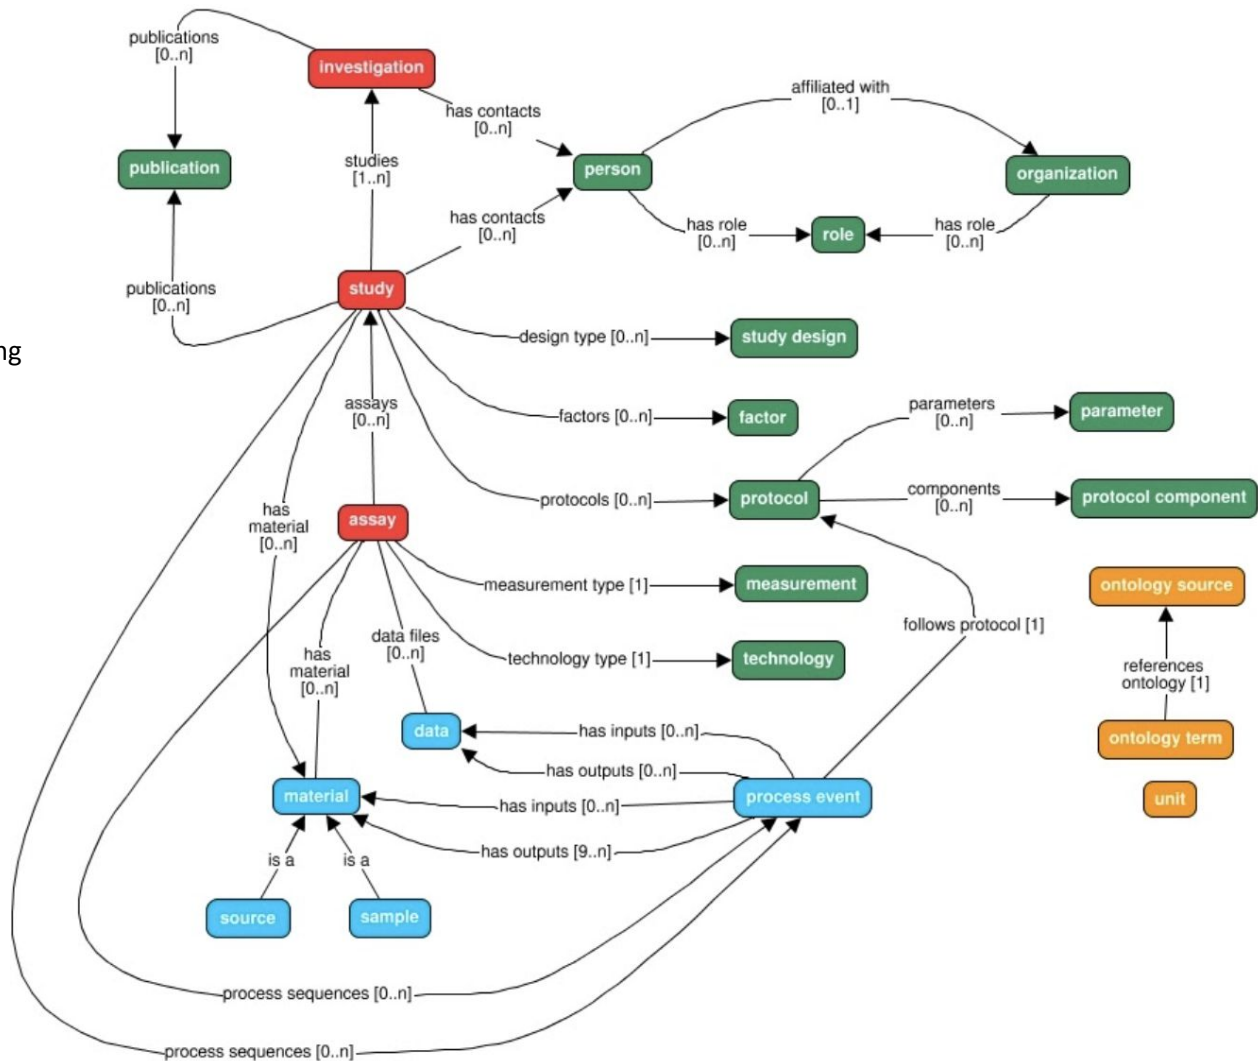 publications
[0..n]
investigation
affiliated with
[0..1]
has contacts
[0..n]
publication
studies
[1..n]
person
organization
has contacts
[0..n]
has role
[0..n]
role
has role
[0..n]
publications
[0..n]
study
design type [0..n]
study design
ng
assays
[0..n]
factors [0..n]
factor
parameters
[0..n]
parameter
has
material
[0..n]
protocols [0..n]
protocol
components
[0..n]
protocol component
assay
measurement type [1]
measurement
ontology source
data files
[0..n]
follows protocol [1]
has
material
[0..n]
technology type [1]
technology
references
ontology [1]
data
has inputs [0..n]
ontology term
has outputs [0..n]
material
has inputs [0..n]
process event
unit
has outputs [9..n]
is a
is a
source
sample
process sequences [0..n]
process sequences [0..n]